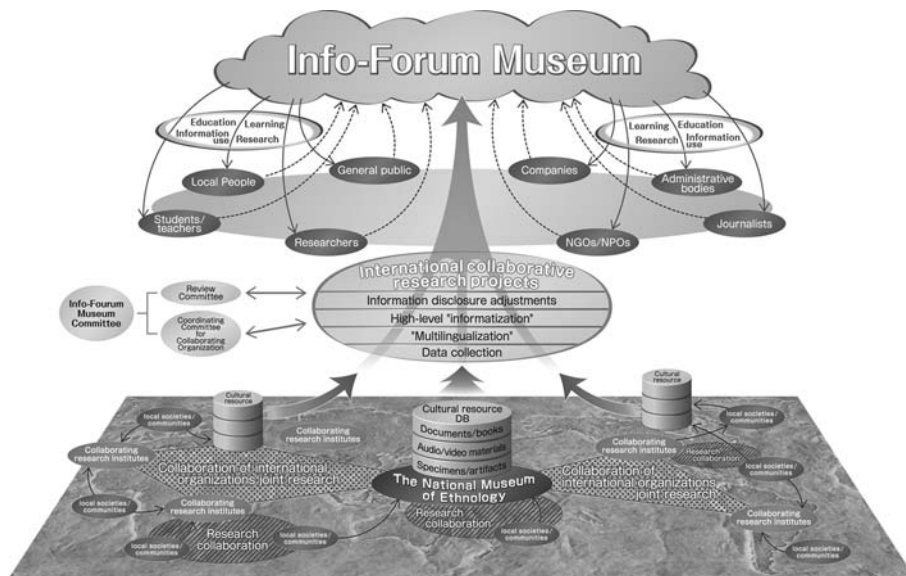 Info-Forum Museum
Education
Learning
Information
use
Research
Learning
Education
Research
Information
use
General public
Companies
Local People
Administrative
bodies
Students/
teachers
Journalists
Researchers
NGOs/NPOs
International collaborative
research projects
Information disclosure adjustments
High-level "informatization"
"Multilingualization"
Data collection
Info-Fourum
Museum
Committee
Review
Committee
Coordinating
Committee
for
Collaborating
Organization
Cultural
resource
Cultural
resource
local societies/
communities
Collaborating
research institutes
Collaborating
research institutes
Collaboration of international
organizations joint research
local societies/
communities
Collaborating
research institutes
Research
collaboration
local societies/
communities
local societies/
communities
Cultural resource
DB
Documents/books
Audio/video materials
Specimens/artifacts
The National Museum
of Ethnology
Research
collaboration
local societies/
communities
local societies/
communities
Collaborating
research institutes
Research
collaboration
local societies/
communities
Collaboration of
international organizations
joint research
Collaborating
research institutes
local societies/
communities